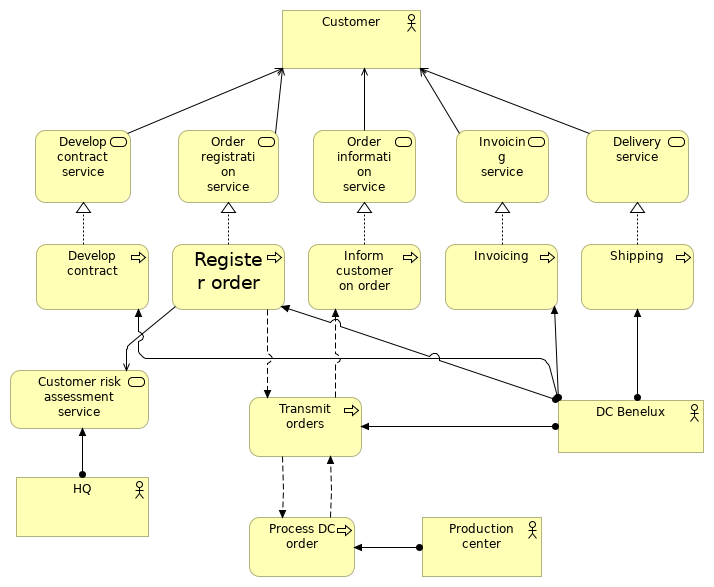 Customer
Develop
contract
service
Order
registrati
on
service
Order
informati
on
service
Invoicin
g
service
Delivery
service
Develop
contract
Registe
r order
Inform
customer
on order
Invoicing
Shipping
Customer risk
assessment
service
Transmit
orders
DC Benelux
HQ
Process DC
order
Production
center